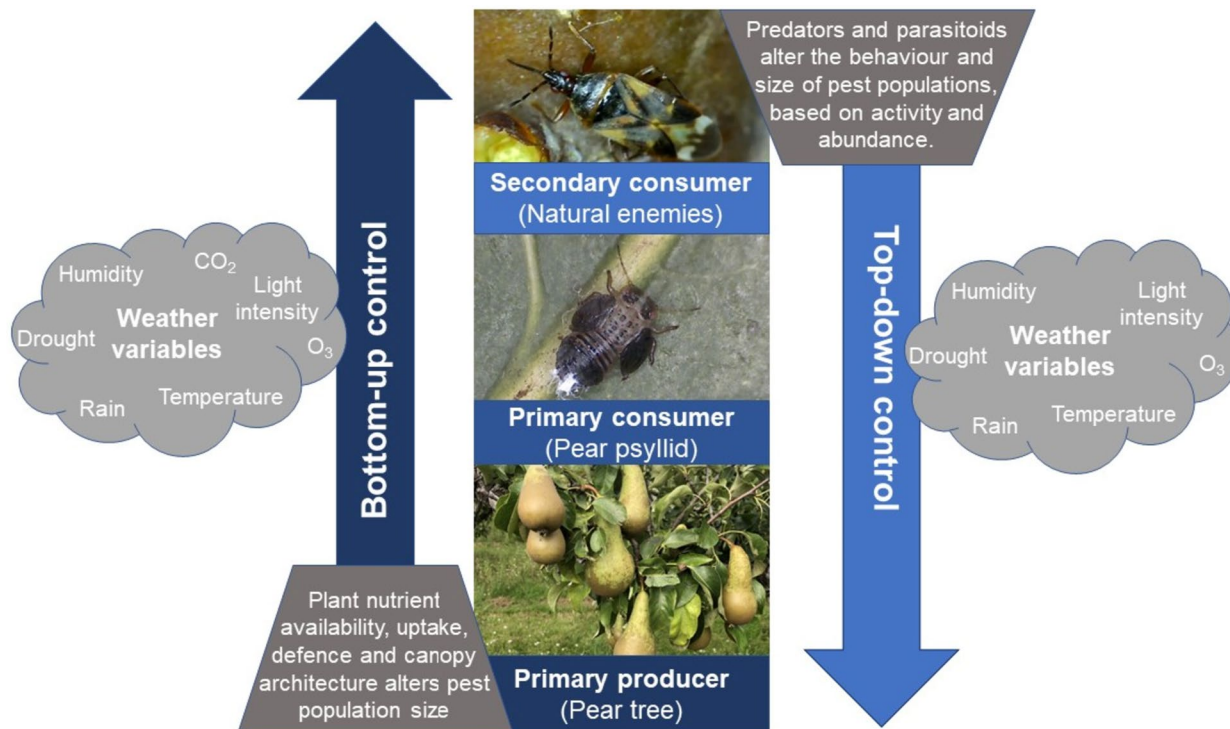 Predators and parasitoids
alter the behaviour and
size of pest populations,
based on activity and
abundance.
Secondary consumer
(Natural enemies)
Bottom-up control
Top-down control
Humidity
CO₂
Light
intensity
Drought
Weather
variables
O₃
Rain
Temperature
Humidity
Light
intensity
Drought
Weather
variables
O₃
Rain
Temperature
Primary consumer
(Pear psyllid)
Plant nutrient
availability, uptake,
defence and canopy
architecture alters pest
population size
Primary producer
(Pear tree)